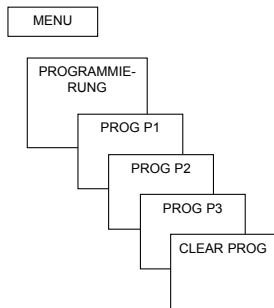 MENU
PROGRAMMIE-
RUNG
PROG P1
PROG P2
PROG P3
CLEAR PROG